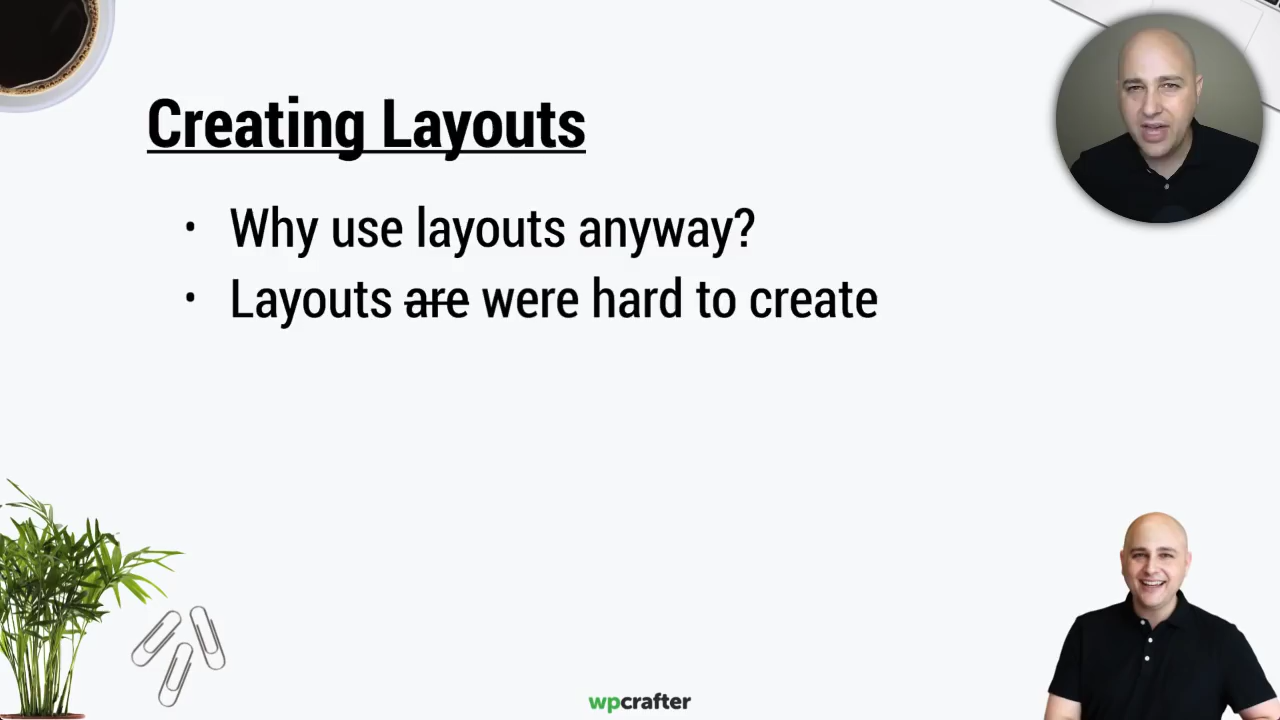 Creating Layouts
• Why use layouts anyway?
• Layouts are were hard to create
wpcrafter